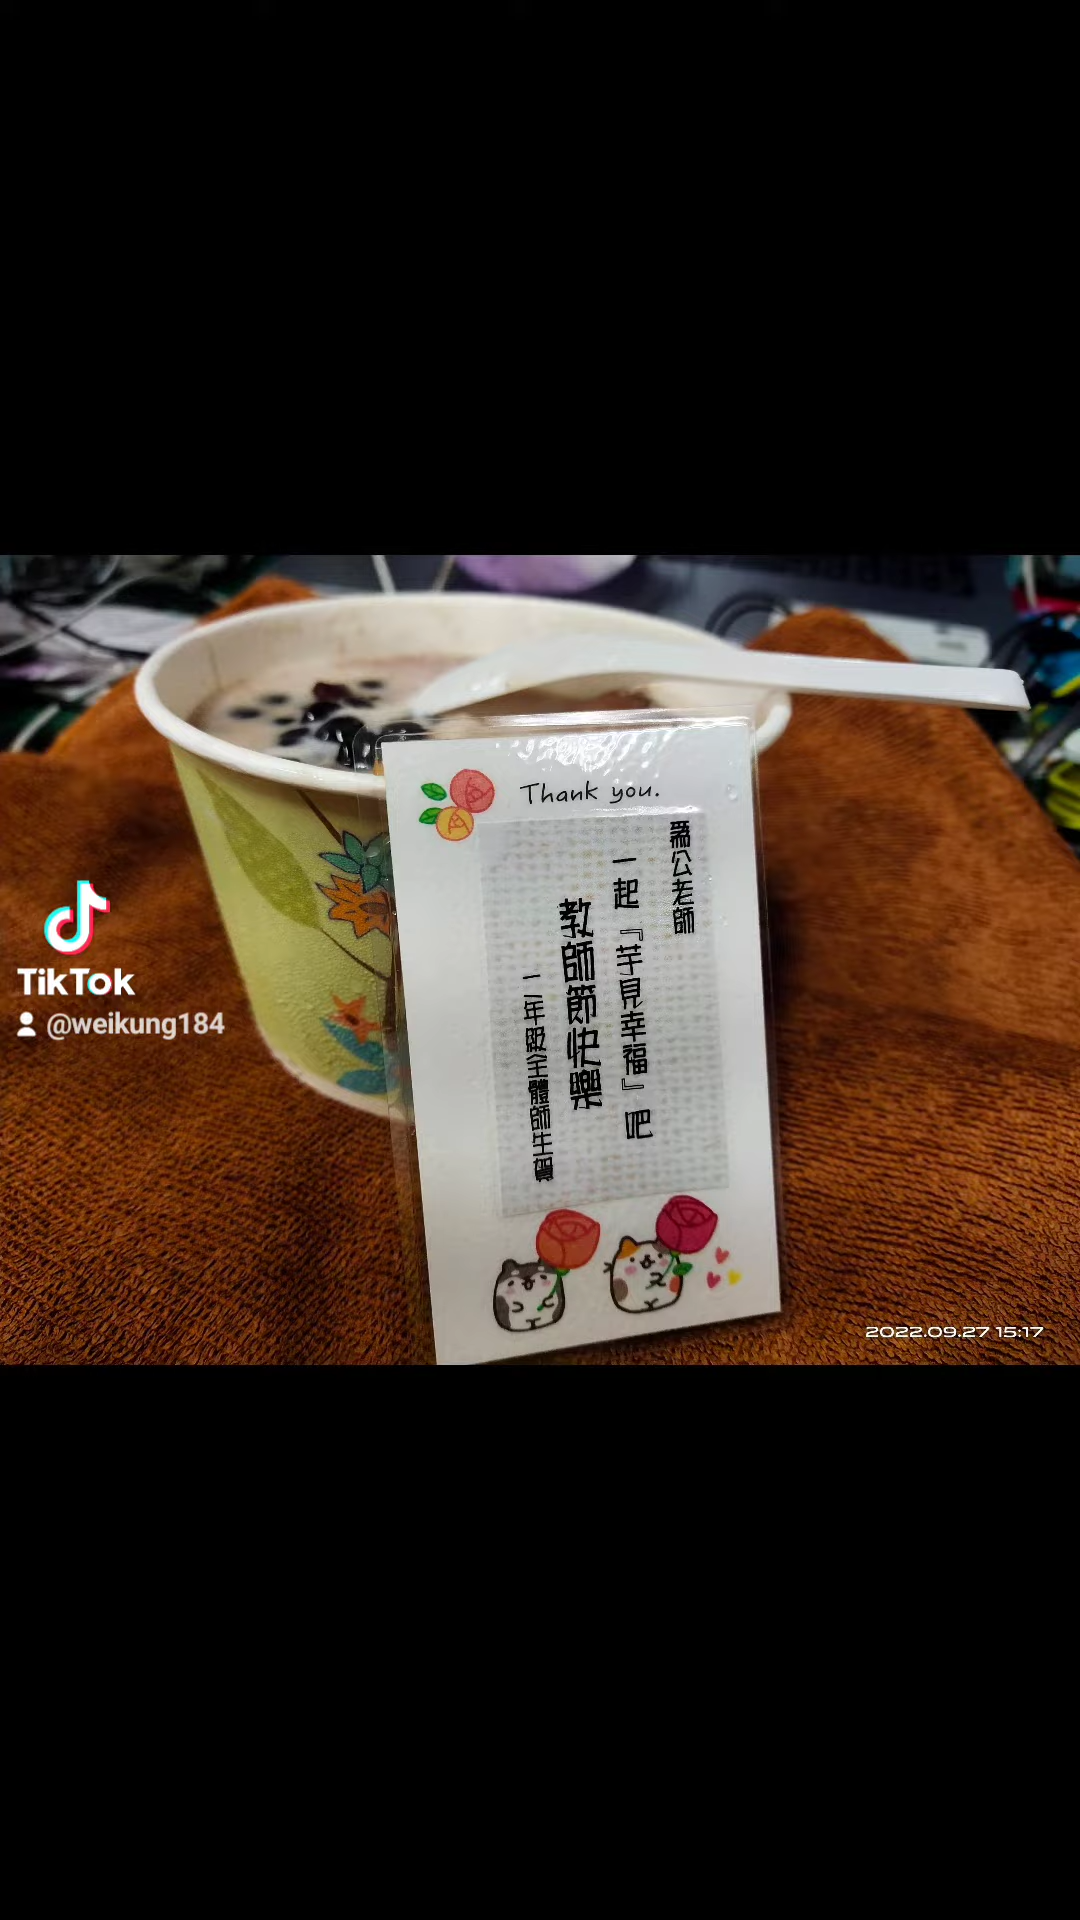 Thank you.
為公老師
一起『芋見幸福』吧
教師節快樂
一年級全體師生賀
TikTok
@weikung184
2022.09.27 15:17